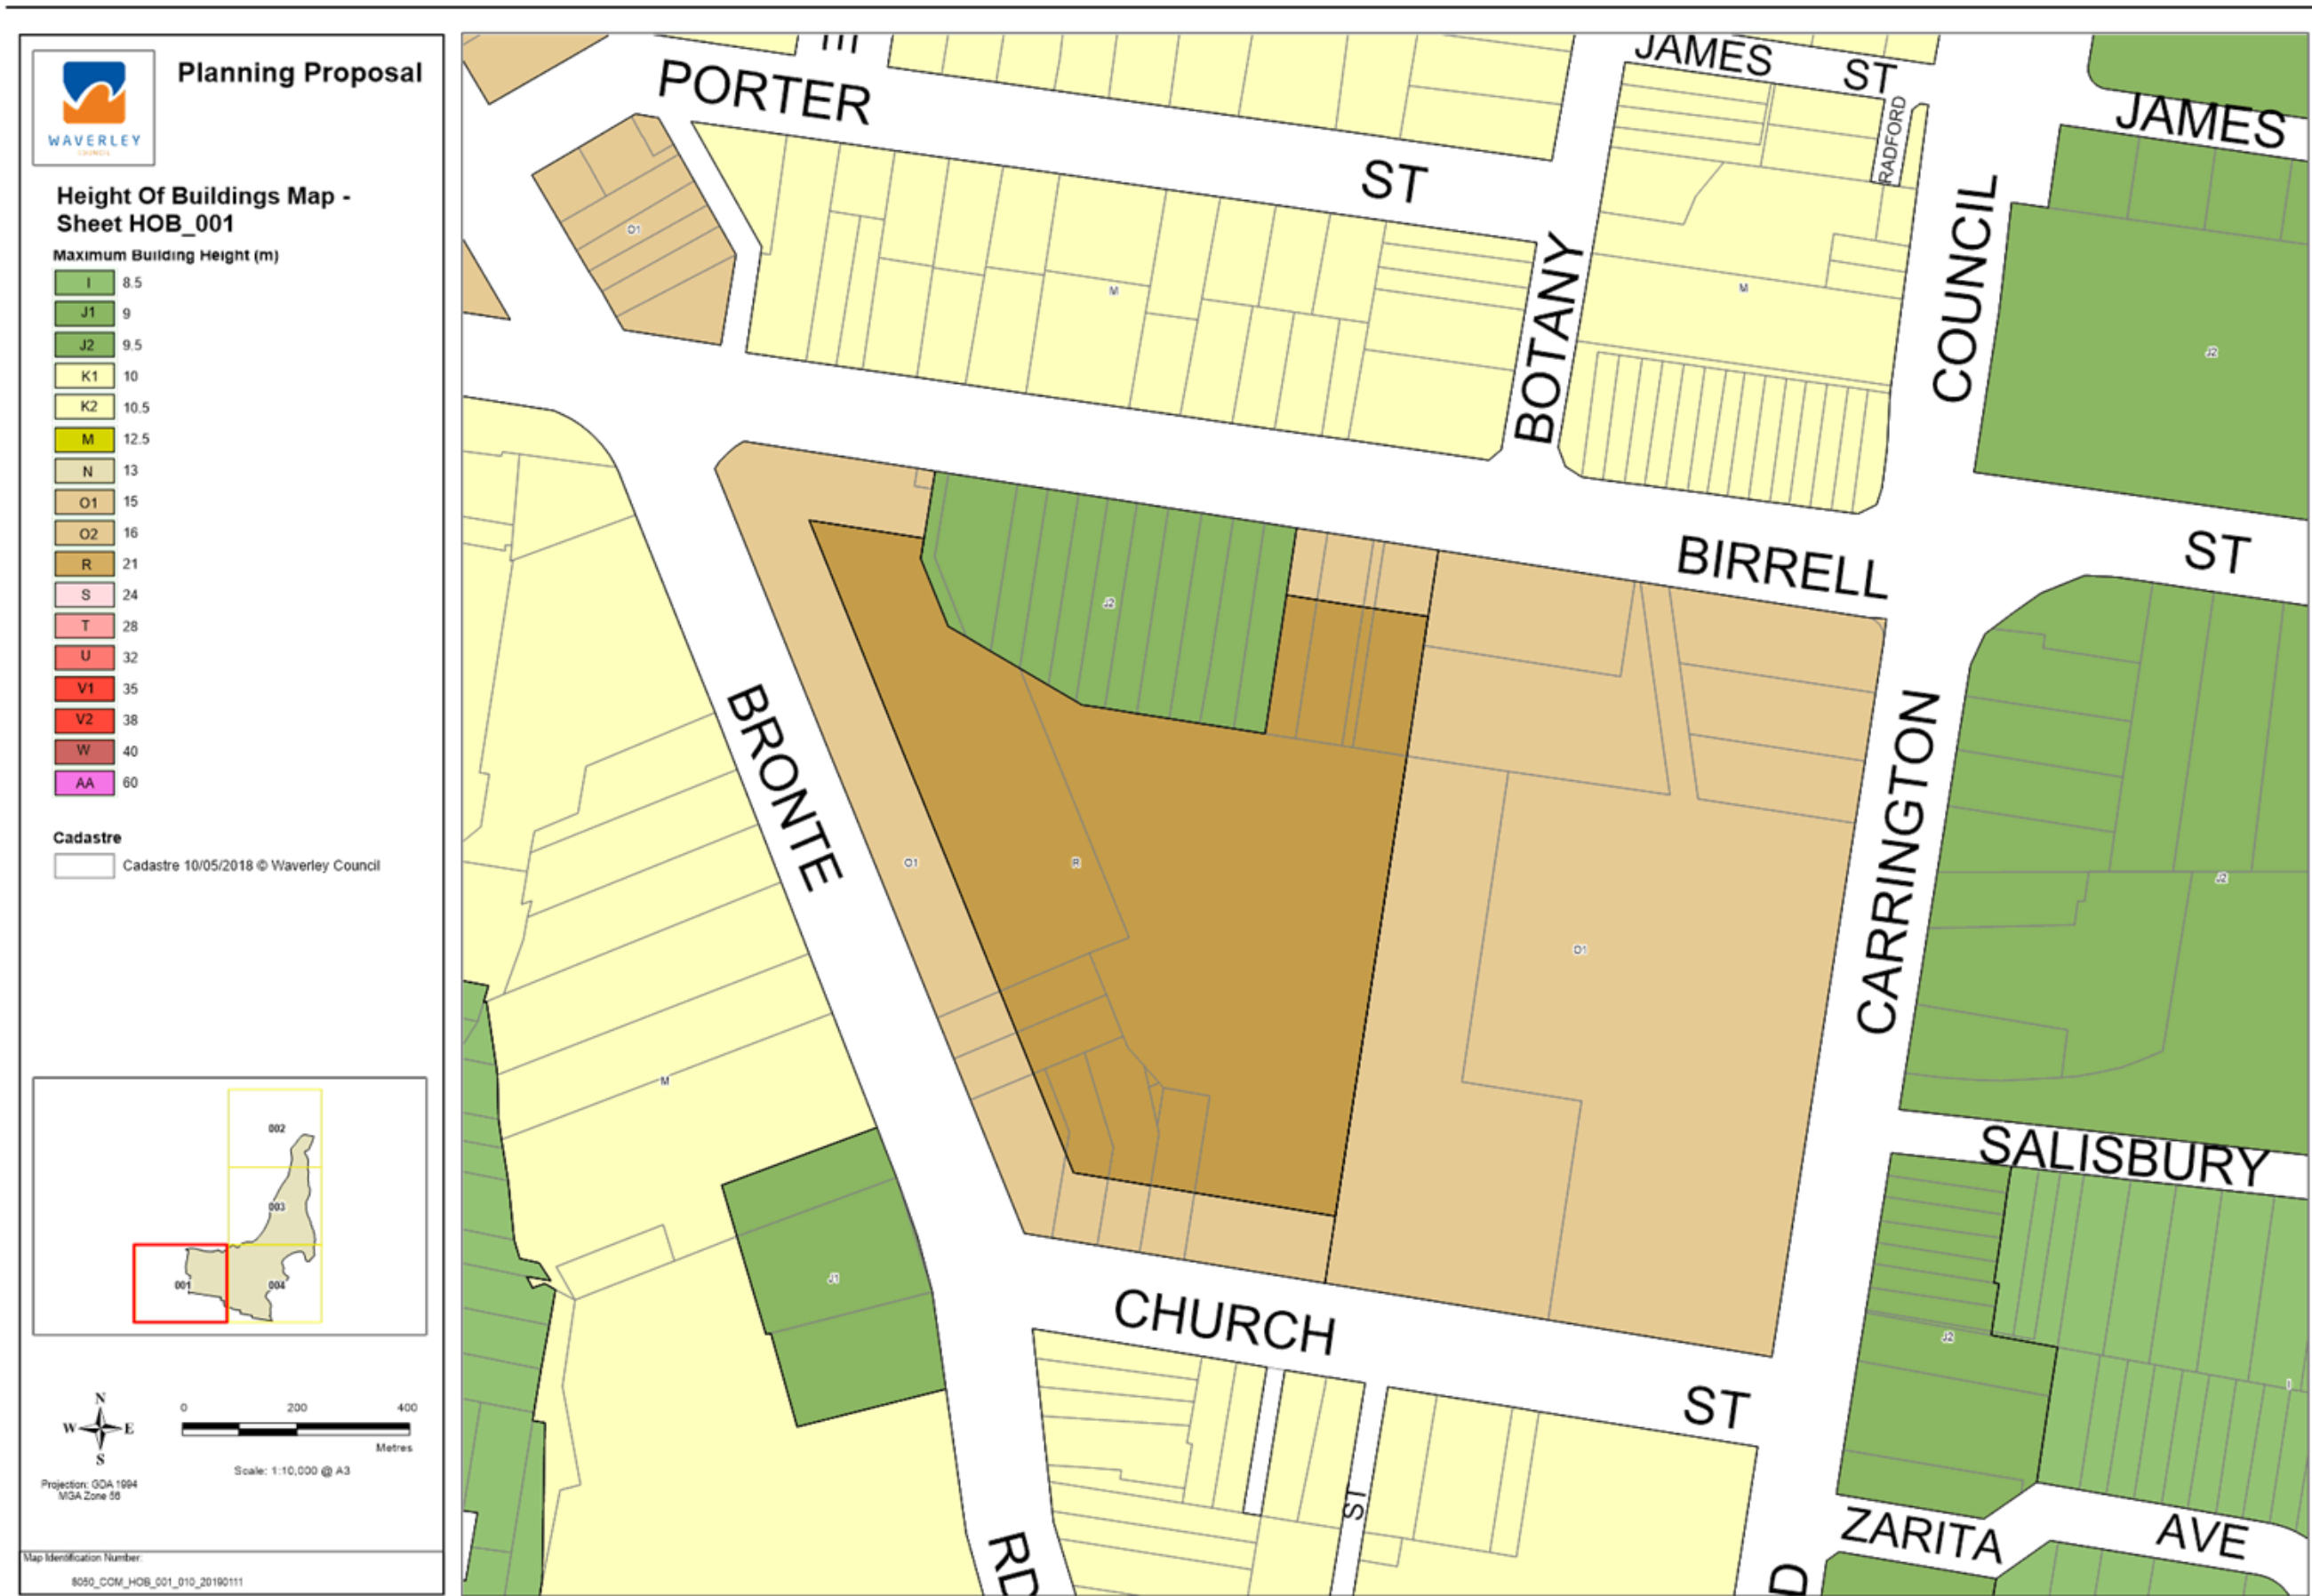 Planning Proposal
WAVERLEY
COUNCIL
Height Of Buildings Map -
Sheet HOB_001
Maximum Building Height (m)
I 8.5
J1 9
J2 9.5
K1 10
K2 10.5
M 12.5
N 13
O1 15
O2 16
R 21
S 24
T 28
U 32
V1 35
V2 38
W 40
AA 60
Cadastre
Cadastre 10/05/2018 © Waverley Council
002
003
001
004
N
W E
S
0 200 400
Metres
Scale: 1:10,000 @ A3
Projection: GDA 1994
MGA Zone 56
Map Identification Number:
8050_COM_HOB_001_010_20190111
PORTER
ST
JAMES
ST
RADFORD
JAMES
COUNCIL
BOTANY
O1
M
M
J2
BIRRELL
ST
J2
BRONTE
CARRINGTON
O1
R
J2
O1
M
SALISBURY
J1
CHURCH
J2
ST
I
ST
ZARITA
AVE
RD
D